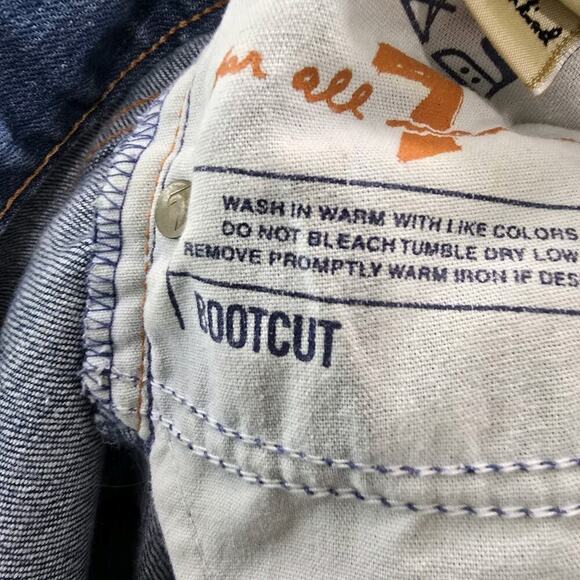 kind
for all 7
WASH IN WARM WITH LIKE COLORS
DO NOT BLEACH TUMBLE DRY LOW
REMOVE PROMPTLY WARM IRON IF DES
BOOTCUT